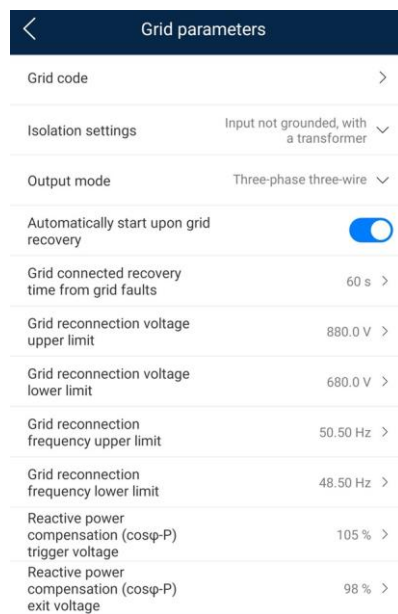 Grid parameters
Grid code
Isolation settings
Input not grounded, with
a transformer
Output mode
Three-phase three-wire
Automatically start upon grid
recovery
Grid connected recovery
time from grid faults
60 s
Grid reconnection voltage
upper limit
880.0 V
Grid reconnection voltage
lower limit
680.0 V
Grid reconnection
frequency upper limit
50.50 Hz
Grid reconnection
frequency lower limit
48.50 Hz
Reactive power
compensation (cosφ-P)
trigger voltage
105 %
Reactive power
compensation (cosφ-P)
exit voltage
98 %